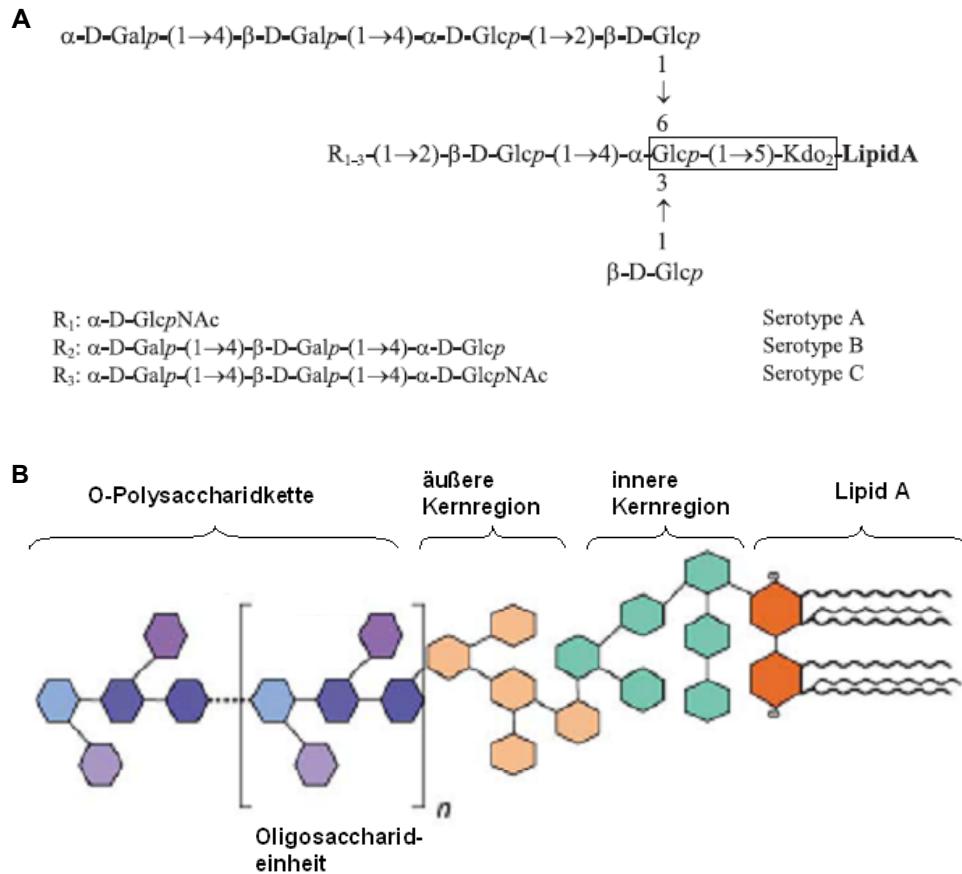 A
α-D-Galp-(1→4)-β-D-Galp-(1→4)-α-D-Glcp-(1→2)-β-D-Glcp
1
↓
6
R1-3-(1→2)-β-D-Glcp-(1→4)-α-Glcp-(1→5)-Kdo2-LipidA
3
↑
1
β-D-Glcp
R1: α-D-GlcpNAc Serotype A
R2: α-D-Galp-(1→4)-β-D-Galp-(1→4)-α-D-Glcp Serotype B
R3: α-D-Galp-(1→4)-β-D-Galp-(1→4)-α-D-GlcpNAc Serotype C
B
O-Polysaccharidkette
äußere
Kernregion
innere
Kernregion
Lipid A
n
Oligosaccharid-
einheit